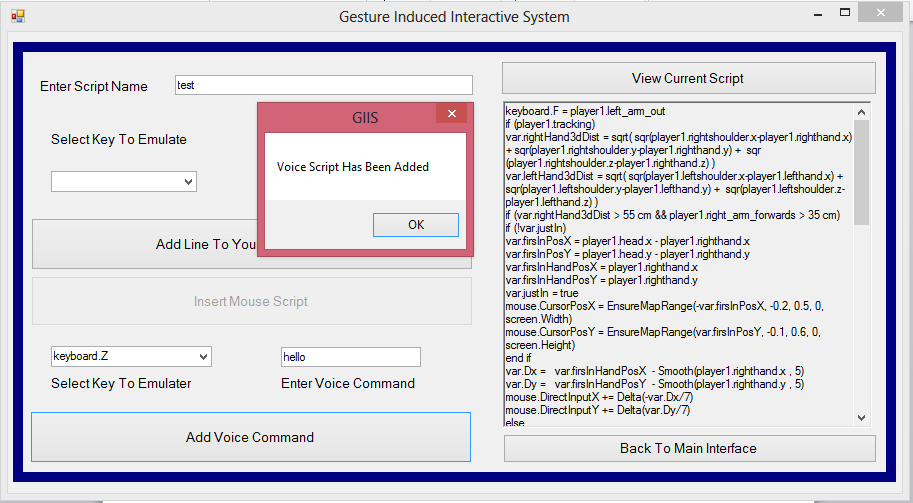 Gesture Induced Interactive System
Enter Script Name
test
View Current Script
GIIS
Voice Script Has Been Added
OK
Select Key To Emulate
Add Line To You
Insert Mouse Script
keyboard.Z
hello
Select Key To Emulater
Enter Voice Command
Add Voice Command
keyboard.F = player1.left_arm_out
if (player1.tracking)
var.rightHand3dDist = sqrt( sqr(player1.rightshoulder.x-player1.righthand.x)
+ sqr(player1.rightshoulder.y-player1.righthand.y) +  sqr
(player1.rightshoulder.z-player1.righthand.z) )
var.leftHand3dDist = sqrt( sqr(player1.leftshoulder.x-player1.lefthand.x) +
sqr(player1.leftshoulder.y-player1.lefthand.y) +  sqr(player1.leftshoulder.z-
player1.lefthand.z) )
if (var.rightHand3dDist > 55 cm && player1.right_arm_forwards > 35 cm)
if (!var.justIn)
var.firsInPosX = player1.head.x - player1.righthand.x
var.firsInPosY = player1.head.y - player1.righthand.y
var.firsInHandPosX = player1.righthand.x
var.firsInHandPosY = player1.righthand.y
var.justIn = true
mouse.CursorPosX = EnsureMapRange(-var.firsInPosX, -0.2, 0.5, 0,
screen.Width)
mouse.CursorPosY = EnsureMapRange(var.firsInPosY, -0.1, 0.6, 0,
screen.Height)
end if
var.Dx =   var.firsInHandPosX  - Smooth(player1.righthand.x , 5)
var.Dy =   var.firsInHandPosY  - Smooth(player1.righthand.y , 5)
mouse.DirectInputX += Delta(-var.Dx/7)
mouse.DirectInputY += Delta(var.Dy/7)
else
Back To Main Interface